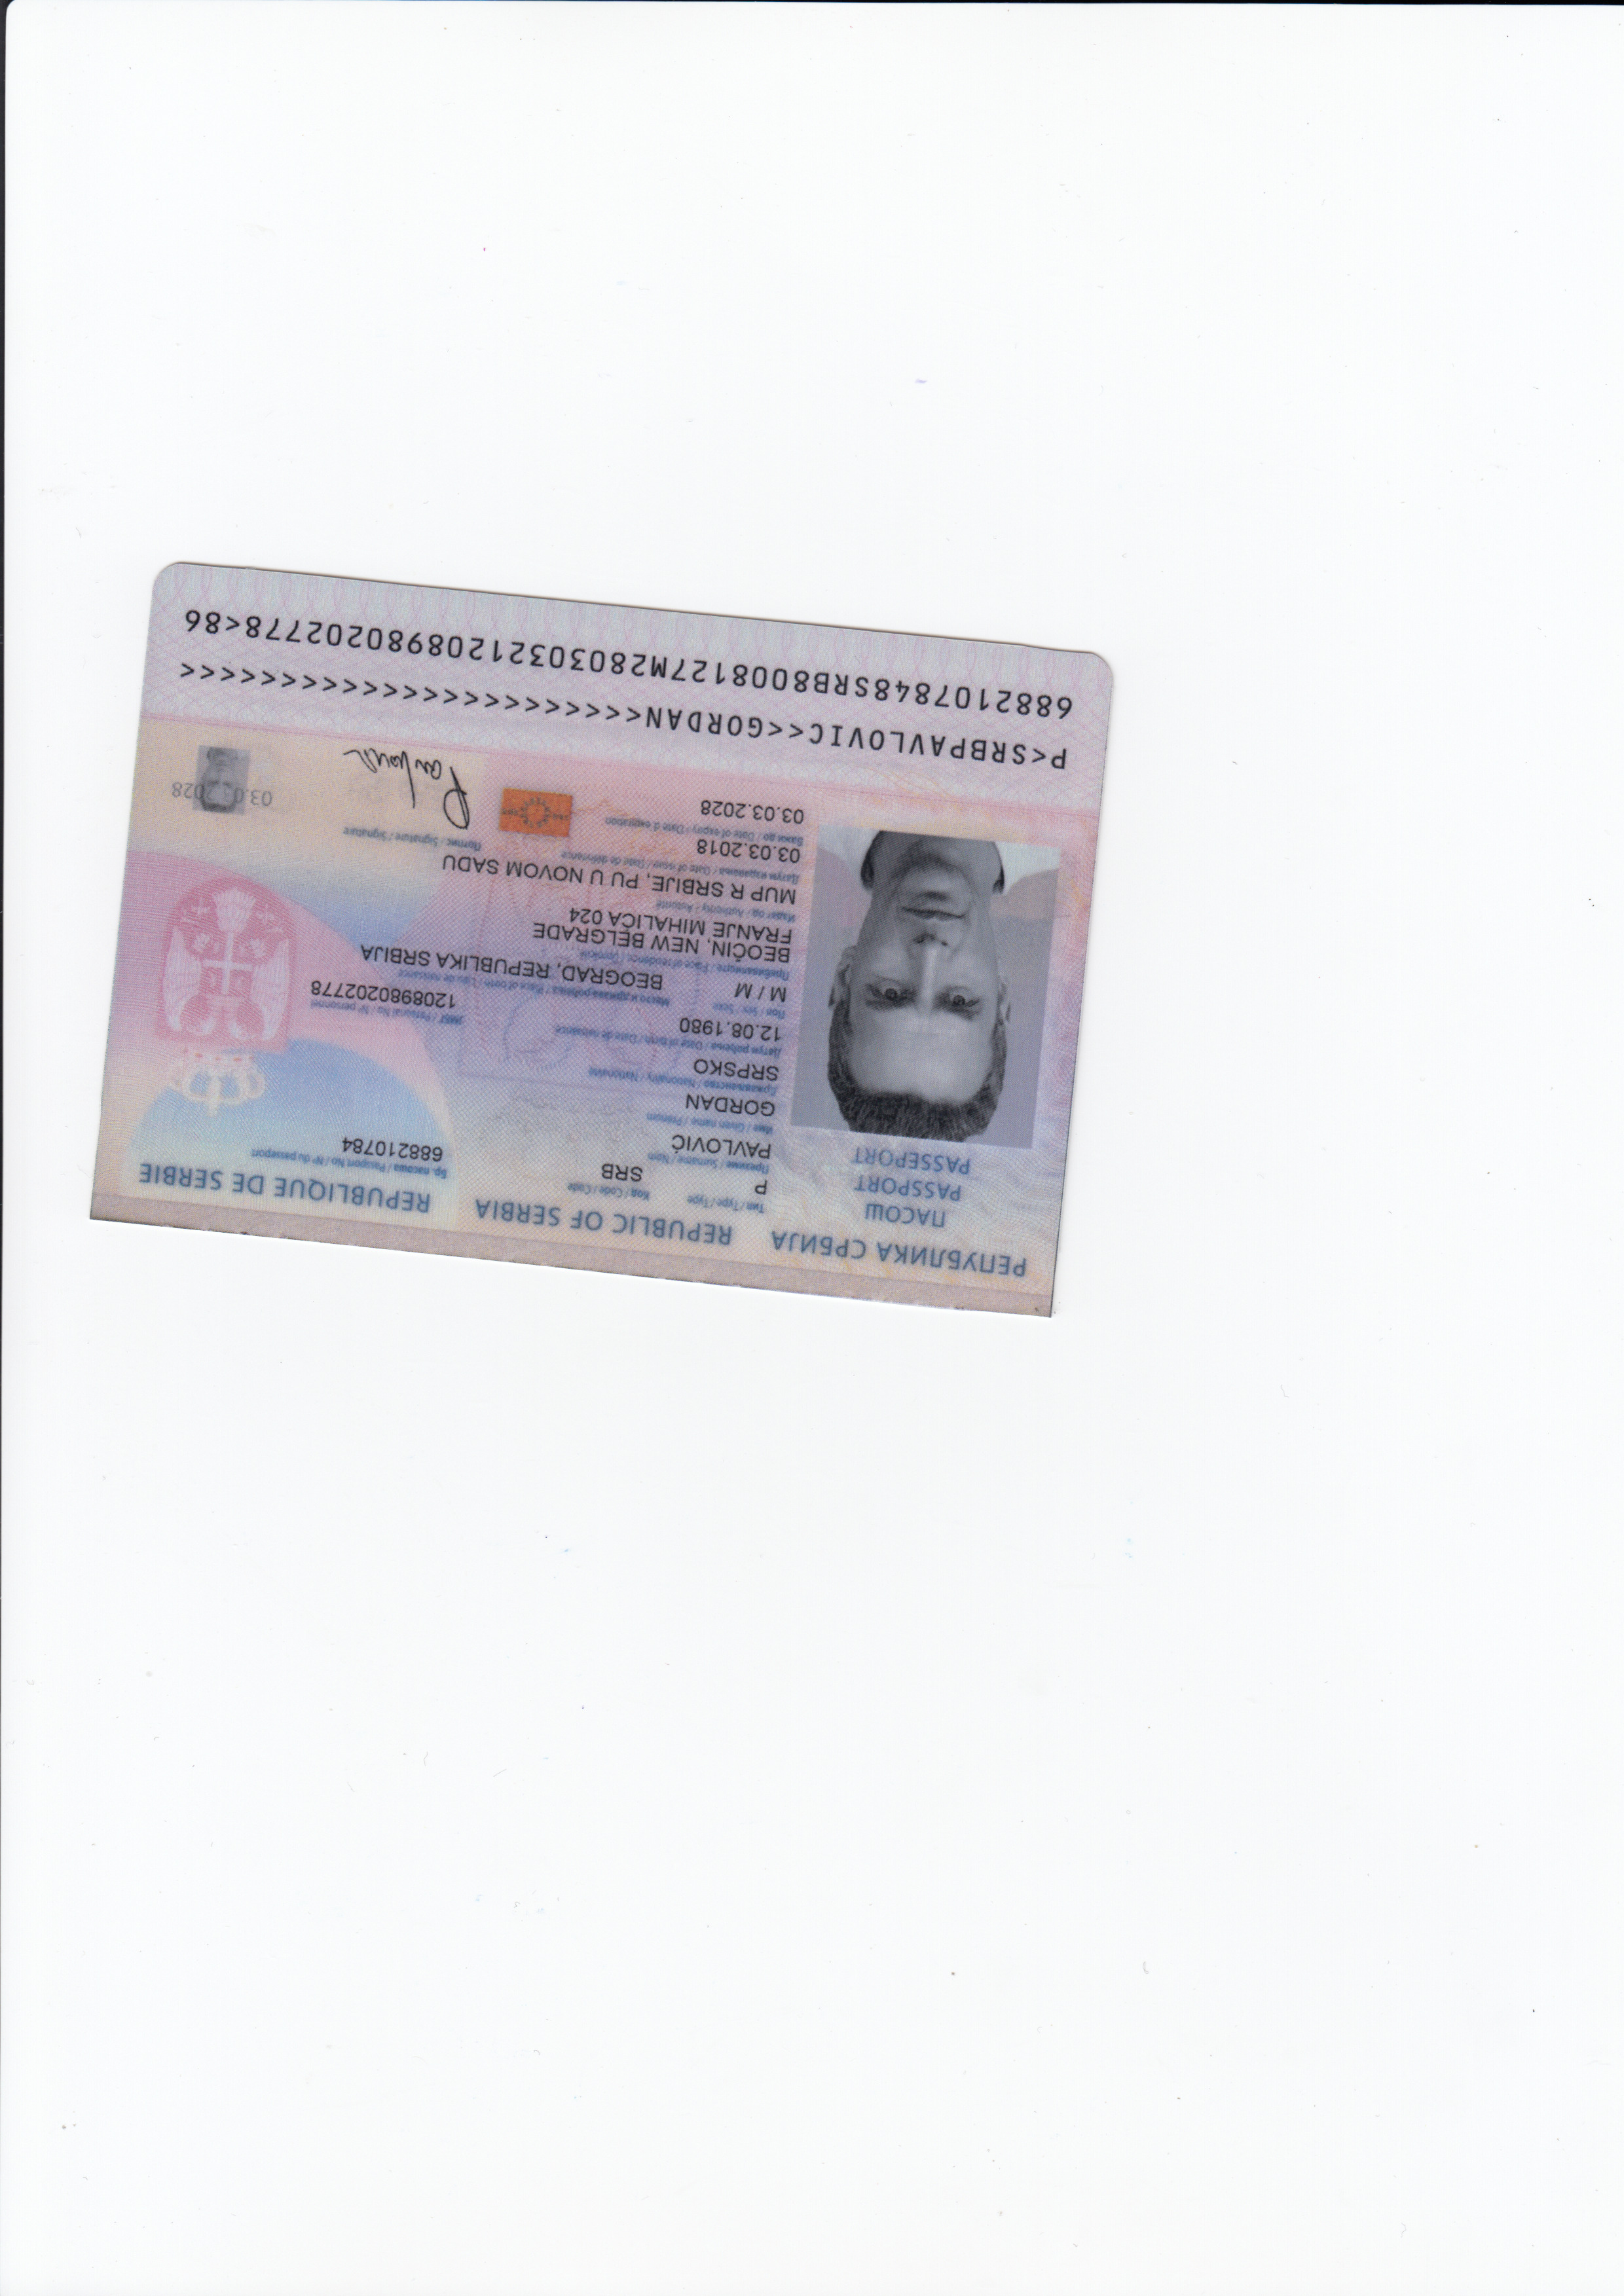 РЕПУБЛИКА СРБИЈА REPUBLIC OF SERBIA REPUBLIQUE DE SERBIE
ПАСОШ
PASSPORT
PASSEPORT
Тип / Type / Type Код / Code / Code Бр. пасоша / Passport No / Nº du passeport
P SRB 688210784
Презиме / Surname / Nom
PAVLOVIĆ
Име / Given name / Prenom
GORDAN
Држављанство / Nationality / Nationalité
SRPSKO
Датум рођења / Date of birth / Date de naissance ЈМБГ / Personal No / Nº personnel
12.08.1980 1208980202778
Пол / Sex / Sexe Место и држава рођења / Place of birth / Lieu de naissance
M / M BEOGRAD, REPUBLIKA SRBIJA
Пребивалиште / Place of residence / Domicile
BEOČIN, NEW BELGRADE
FRANJE MIHALICA 024
Издат од / Authority / Autorité
MUP R SRBIJE, PU U NOVOM SADU
Датум издавања / Date of issue / Date de délivrance
03.03.2018
Важи до / Date of expiry / Date d expiration Потпис / Signature / Signature
03.03.2028
03.03.2028
P<SRBPAVLOVIC<<GORDAN<<<<<<<<<<<<<<<<<<<<<<<
6882107848SRB8008127M28030321208980202778<86